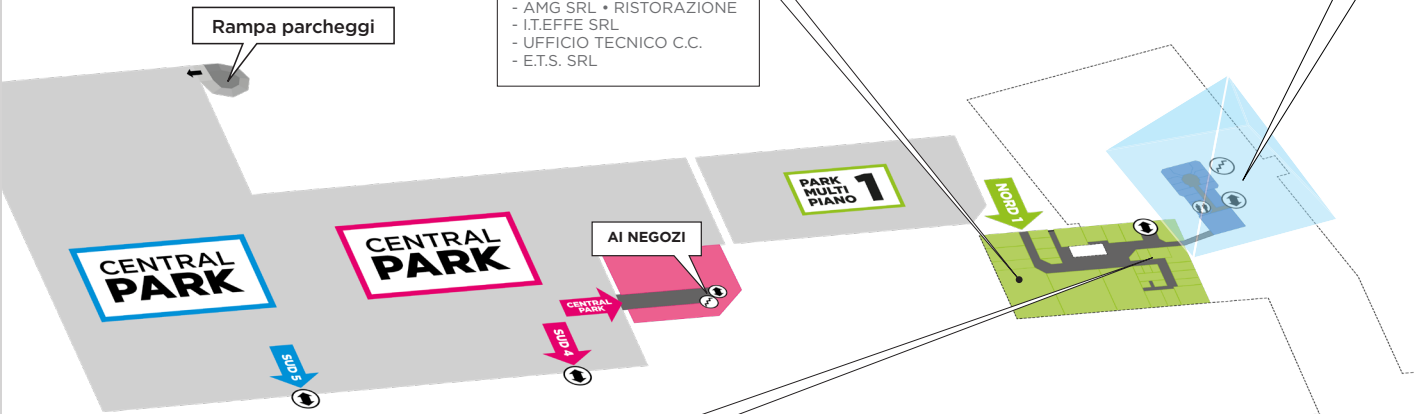 - AMG SRL • RISTORAZIONE
- I.T.EFFE SRL
- UFFICIO TECNICO C.C.
- E.T.S. SRL
Rampa parcheggi
PARK
MULTI
PIANO
1
NORD 1
CENTRAL
PARK
CENTRAL
PARK
AI NEGOZI
CENTRAL
PARK
SUD 4
SUD 5